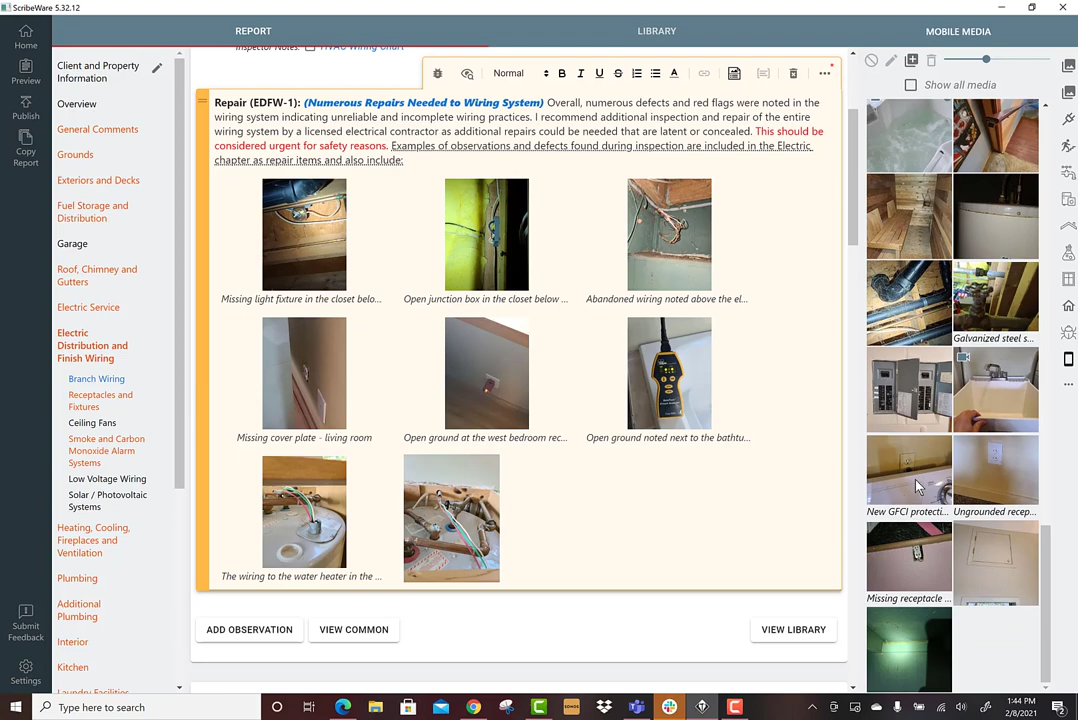 ScribeWare 5.32.12
REPORT
LIBRARY
MOBILE MEDIA
Home
Preview
Publish
Copy
Report
Submit
Feedback
Settings
Client and Property
Information
Overview
General Comments
Grounds
Exteriors and Decks
Fuel Storage and
Distribution
Garage
Roof, Chimney and
Gutters
Electric Service
Electric
Distribution and
Finish Wiring
Branch Wiring
Receptacles and
Fixtures
Ceiling Fans
Smoke and Carbon
Monoxide Alarm
Systems
Low Voltage Wiring
Solar / Photovoltaic
Systems
Heating, Cooling,
Fireplaces and
Ventilation
Plumbing
Additional
Plumbing
Interior
Kitchen
Laundry Facilities
Inspector Notes: HVAC Wiring Chart
Normal
B I U S A
Repair (EDFW-1): (Numerous Repairs Needed to Wiring System) Overall, numerous defects and red flags were noted in the
wiring system indicating unreliable and incomplete wiring practices. I recommend additional inspection and repair of the entire
wiring system by a licensed electrical contractor as additional repairs could be needed that are latent or concealed. This should be
considered urgent for safety reasons. Examples of observations and defects found during inspection are included in the Electric
chapter as repair items and also include:
Missing light fixture in the closet belo...
Open junction box in the closet below ...
Abandoned wiring noted above the el...
Missing cover plate - living room
Open ground at the west bedroom rec...
Open ground noted next to the bathtu...
The wiring to the water heater in the ...
ADD OBSERVATION
VIEW COMMON
VIEW LIBRARY
Show all media
Galvanized steel s...
New GFCI protecti...
Ungrounded recep...
Missing receptacle ...
Type here to search
SONOS
1:44 PM
2/8/2021
2